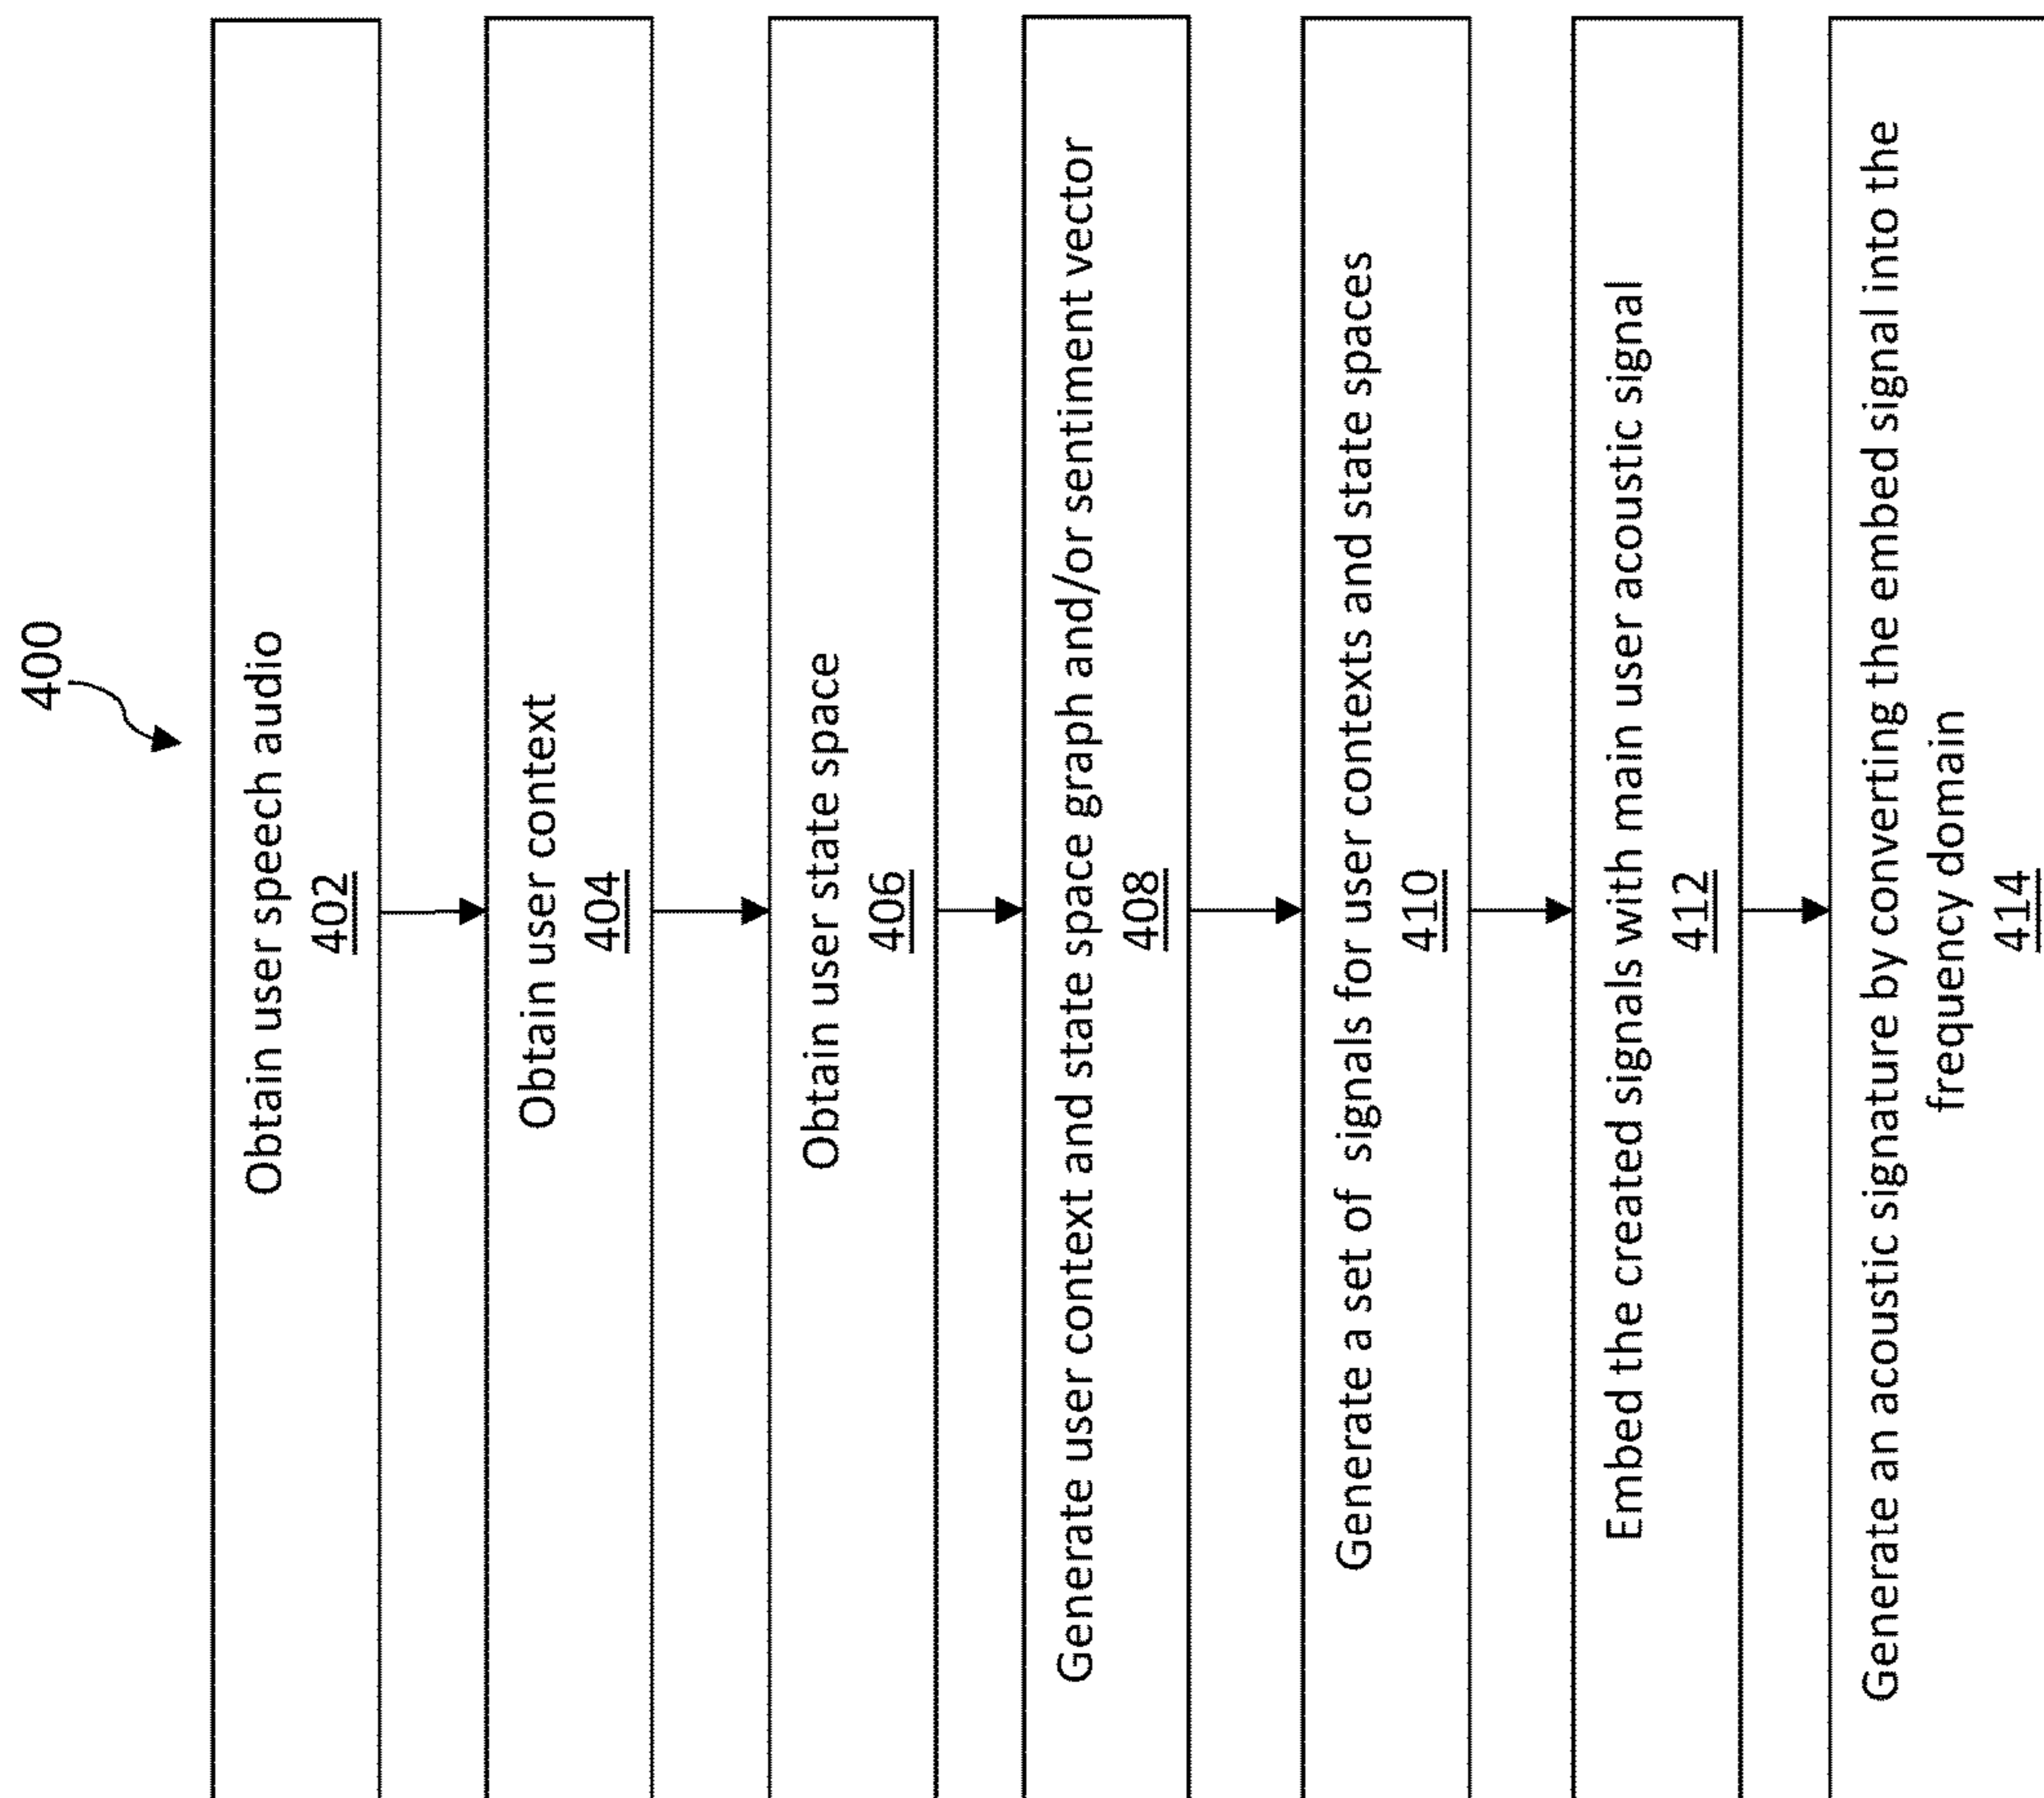 400
Obtain user speech audio
402
Obtain user context
404
Obtain user state space
406
Generate user context and state space graph and/or sentiment vector
408
Generate a set of signals for user contexts and state spaces
410
Embed the created signals with main user acoustic signal
412
Generate an acoustic signature by converting the embed signal into the
frequency domain
414